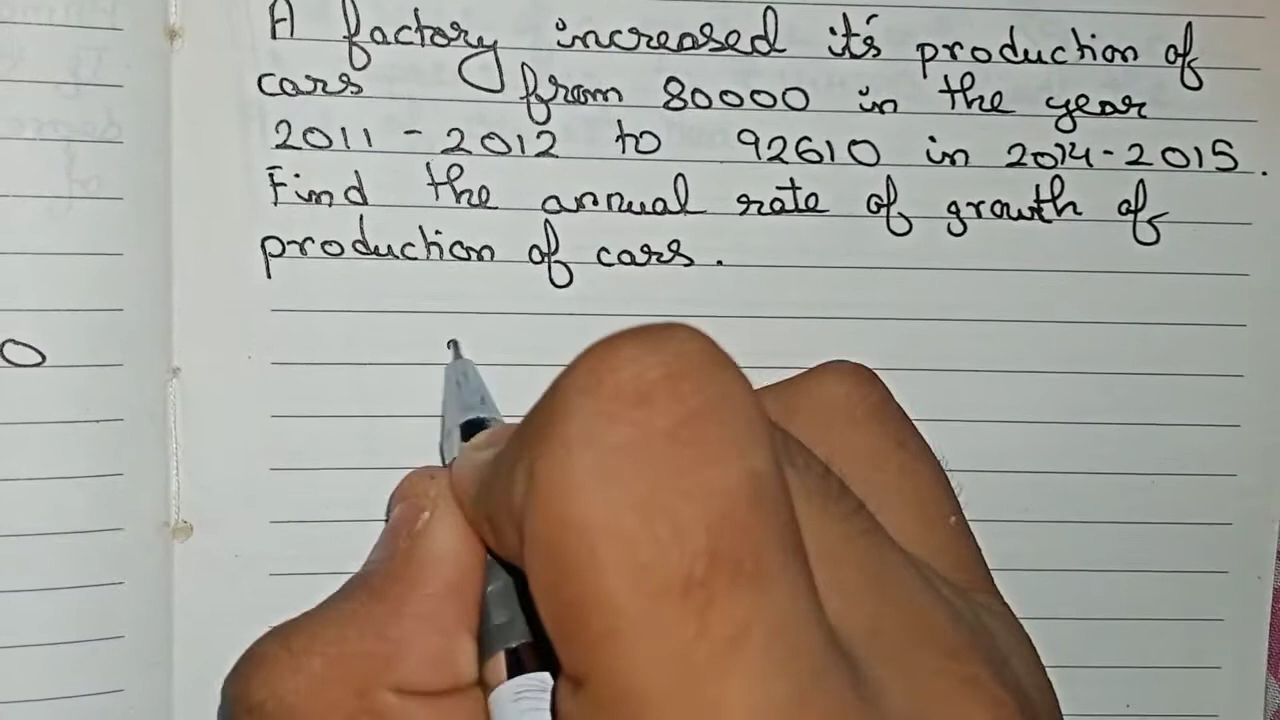 A factory increased it's production of
cars from 80000 in the year
2011-2012 to 92610 in 2014-2015.
Find the annual rate of growth of
production of cars.